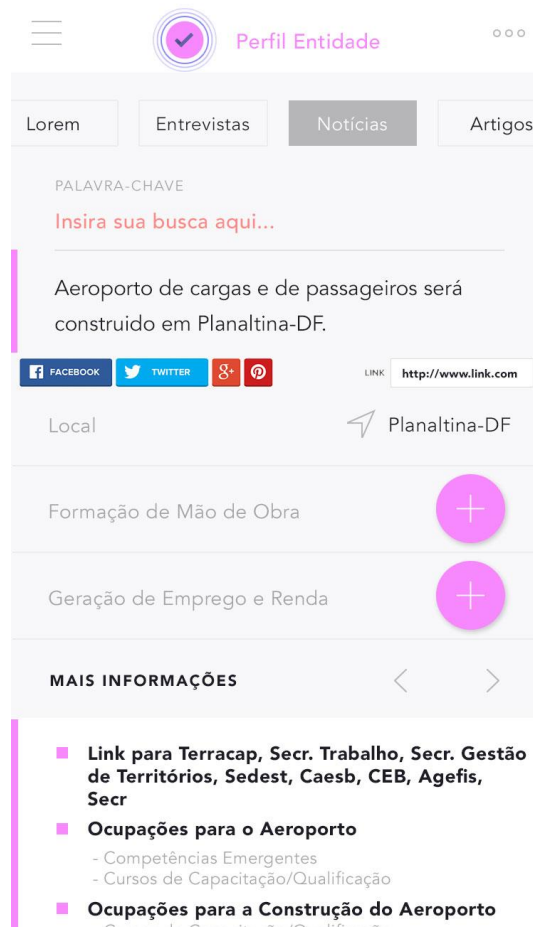 Perfil Entidade
Lorem
Entrevistas
Notícias
Artigos
PALAVRA-CHAVE
Insira sua busca aqui...
Aeroporto de cargas e de passageiros será
construido em Planaltina-DF.
FACEBOOK
TWITTER
LINK
http://www.link.com
Local
Planaltina-DF
Formação de Mão de Obra
Geração de Emprego e Renda
MAIS INFORMAÇÕES
Link para Terracap, Secr. Trabalho, Secr. Gestão
de Territórios, Sedest, Caesb, CEB, Agefis,
Secr
Ocupações para o Aeroporto
- Competências Emergentes
- Cursos de Capacitação/Qualificação
Ocupações para a Construção do Aeroporto